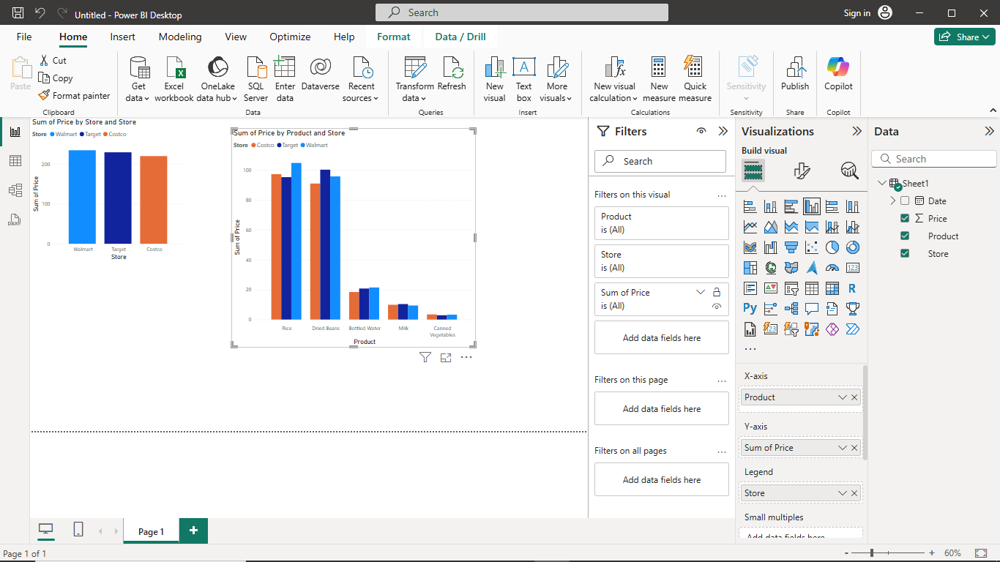 Untitled - Power BI Desktop
Search
Sign in
File
Home
Insert
Modeling
View
Optimize
Help
Format
Data / Drill
Share
Paste
Cut
Copy
Format painter
Clipboard
Get
data
Excel
workbook
OneLake
data hub
SQL
Server
Enter
data
Dataverse
Recent
sources
Data
Transform
data
Refresh
Queries
New
visual
Text
box
More
visuals
Insert
New visual
calculation
New
measure
Quick
measure
Calculations
Sensitivity
Sensitivity
Publish
Share
Copilot
Copilot
Sum of Price by Store and Store
Store Walmart Target Costco
200
100
0
Sum of Price
Walmart Target Costco
Store
Sum of Price by Product and Store
Store Costco Target Walmart
100
80
60
40
20
0
Sum of Price
Rice Dried Beans Bottled Water Milk Canned
Vegetables
Product
Filters
Search
Filters on this visual
Product
is (All)
Store
is (All)
Sum of Price
is (All)
Add data fields here
Filters on this page
Add data fields here
Filters on all pages
Add data fields here
Visualizations
Build visual
123
R
Py
123
X-axis
Product
Y-axis
Sum of Price
Legend
Store
Small multiples
Add data fields here
Data
Search
Sheet1
Date
Price
Product
Store
DAX
Page 1
Page 1 of 1
60%